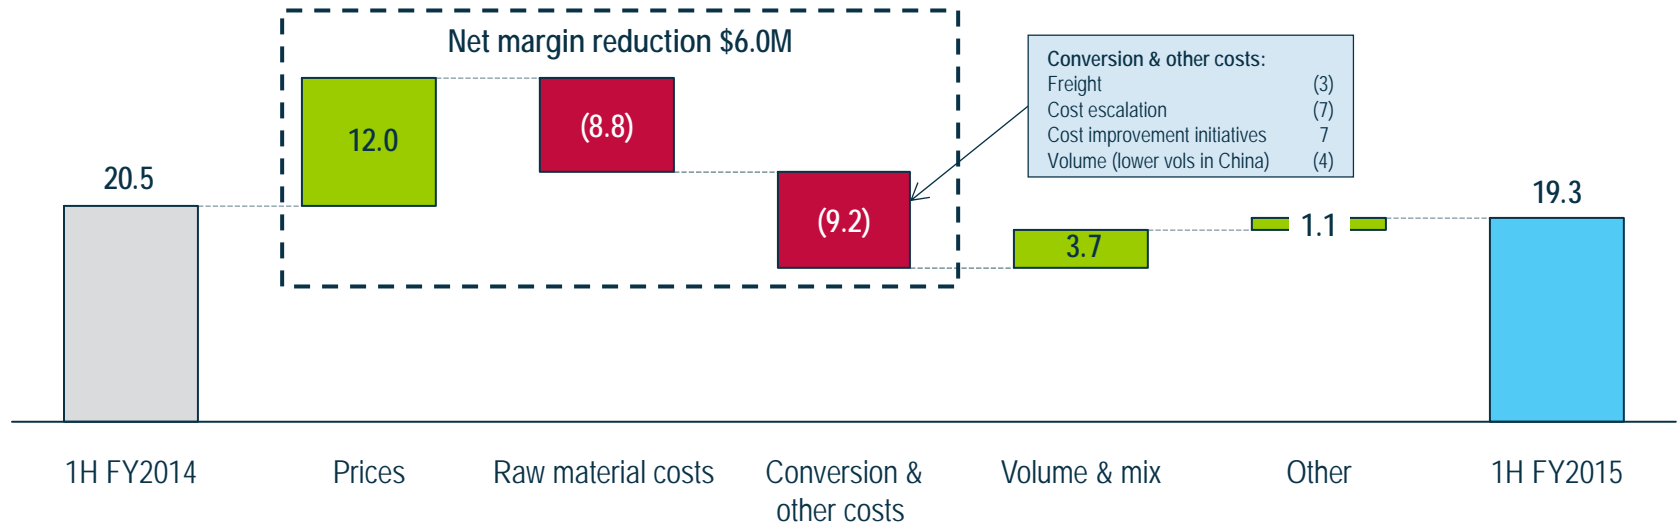 Net margin reduction $6.0M
Conversion & other costs:
Freight (3)
Cost escalation (7)
Cost improvement initiatives 7
Volume (lower vols in China) (4)
20.5
12.0
(8.8)
(9.2)
3.7
1.1
19.3
1H FY2014
Prices
Raw material costs
Conversion &
other costs
Volume & mix
Other
1H FY2015